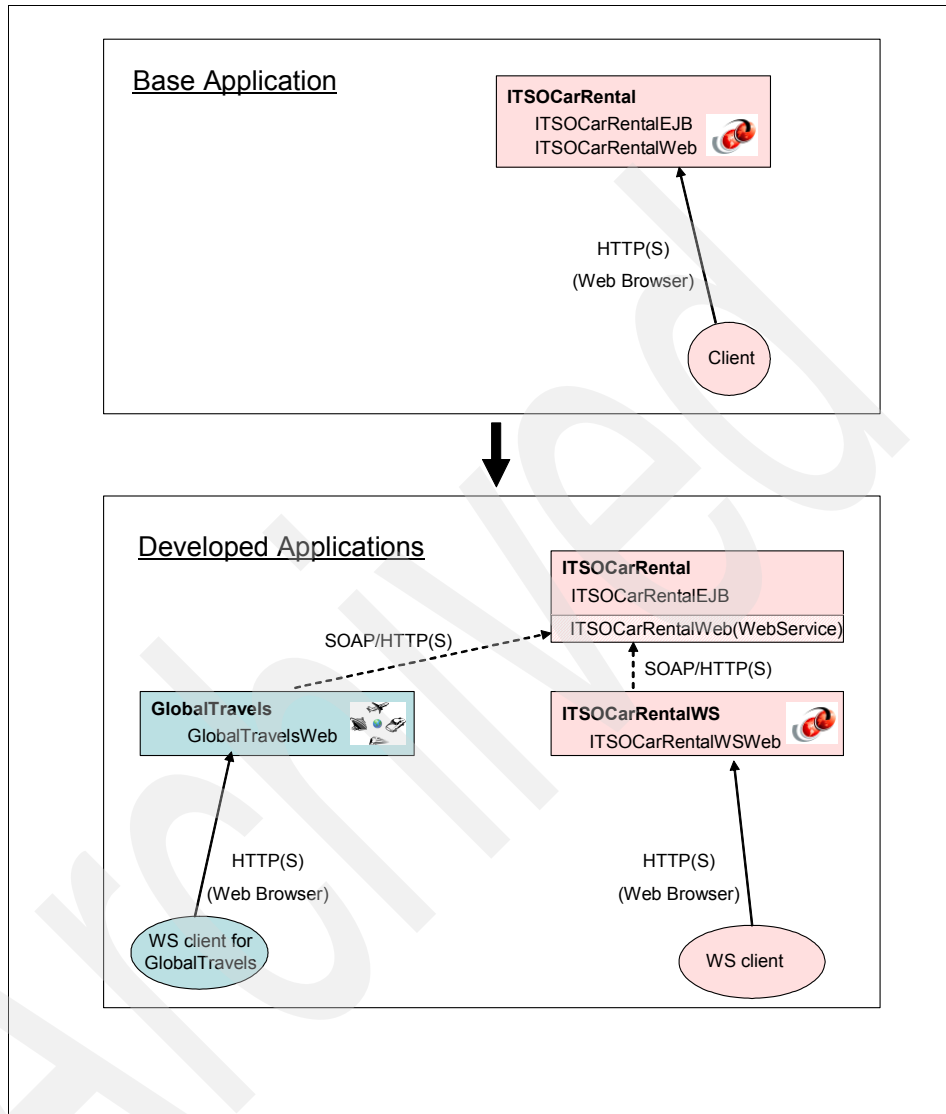 Base Application
ITSOCarRental
ITSOCarRentalEJB
ITSOCarRentalWeb
HTTP(S)
(Web Browser)
Client
Developed Applications
ITSOCarRental
ITSOCarRentalEJB
ITSOCarRentalWeb(WebService)
SOAP/HTTP(S)
SOAP/HTTP(S)
GlobalTravels
GlobalTravelsWeb
ITSOCarRentalWS
ITSOCarRentalWSWeb
HTTP(S)
(Web Browser)
HTTP(S)
(Web Browser)
WS client for
GlobalTravels
WS client
Archived